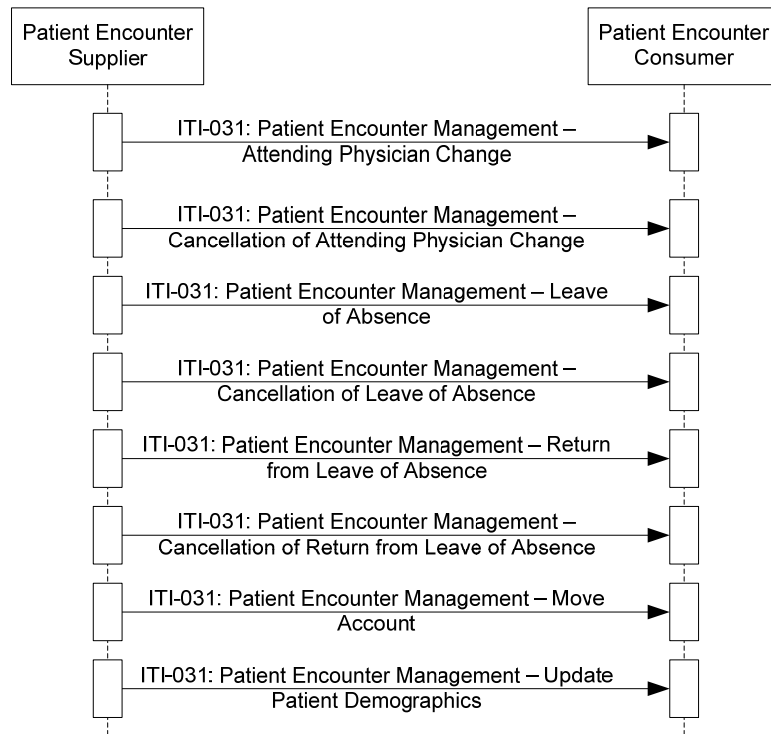 Patient Encounter
Supplier
Patient Encounter
Consumer
ITI-031: Patient Encounter Management –
Attending Physician Change
ITI-031: Patient Encounter Management –
Cancellation of Attending Physician Change
ITI-031: Patient Encounter Management – Leave
of Absence
ITI-031: Patient Encounter Management –
Cancellation of Leave of Absence
ITI-031: Patient Encounter Management – Return
from Leave of Absence
ITI-031: Patient Encounter Management –
Cancellation of Return from Leave of Absence
ITI-031: Patient Encounter Management – Move
Account
ITI-031: Patient Encounter Management – Update
Patient Demographics